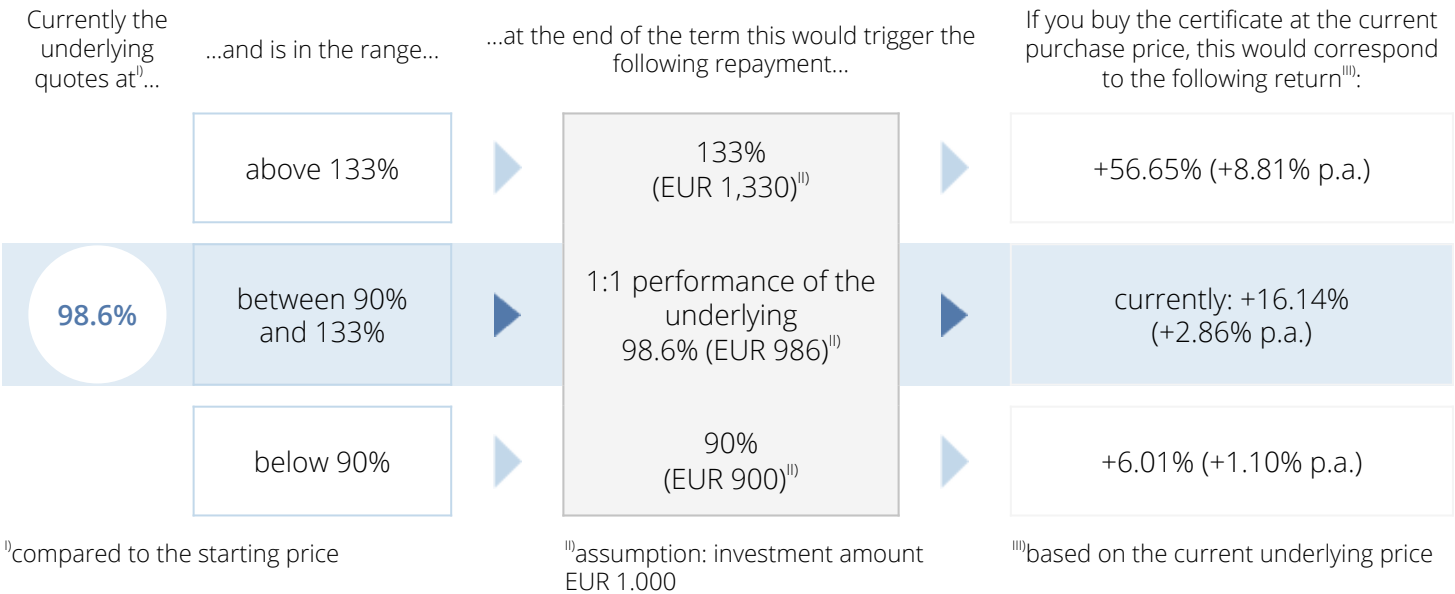 Currently the
underlying
quotes at^I)...
...and is in the range...
...at the end of the term this would trigger the
following repayment...
If you buy the certificate at the current
purchase price, this would correspond
to the following return^III):
above 133%
133%
(EUR 1,330)^II)
+56.65% (+8.81% p.a.)
98.6%
between 90%
and 133%
1:1 performance of the
underlying
98.6% (EUR 986)^II)
currently: +16.14%
(+2.86% p.a.)
below 90%
90%
(EUR 900)^II)
+6.01% (+1.10% p.a.)
^I)compared to the starting price
^II)assumption: investment amount
EUR 1.000
^III)based on the current underlying price